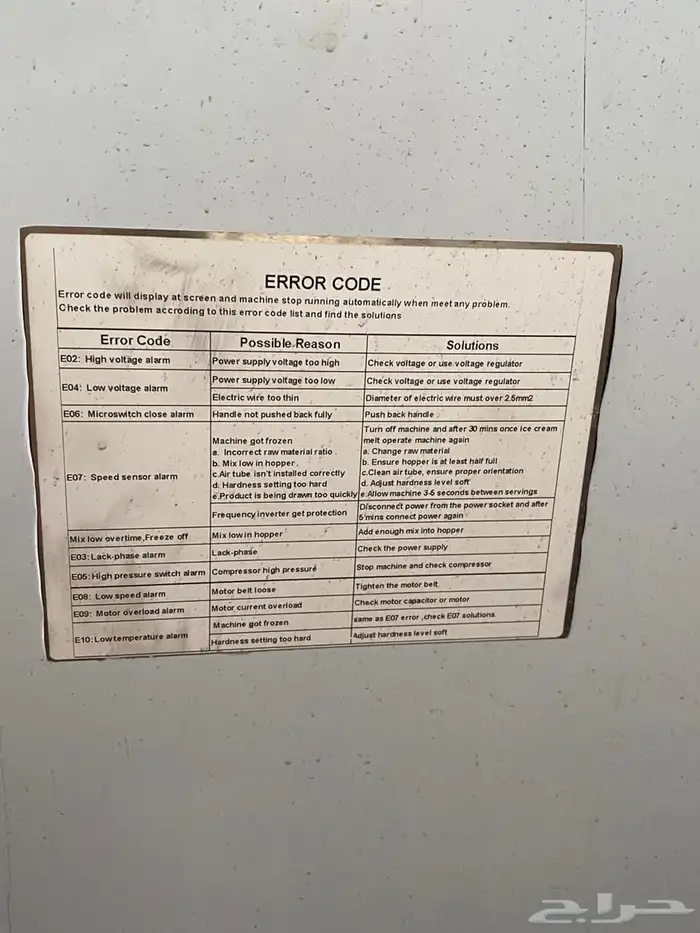 ERROR CODE
Error code will display at screen and machine stop running automatically when meet any problem.
Check the problem accroding to this error code list and find the solutions
Error Code Possible Reason Solutions
E02: High voltage alarm Power supply voltage too high Check voltage or use voltage regulator
E04: Low voltage alarm Power supply voltage too low Check voltage or use voltage regulator
Electric wire too thin Diameter of electric wire must over 2.5mm2
E06: Microswitch close alarm Handle not pushed back fully Push back handle
E07: Speed sensor alarm
Machine got frozen
a. Incorrect raw material ratio
b. Mix low in hopper
c.Air tube isn't installed correctly
d. Hardness setting too hard
e.Product is being drawn too quickly
Turn off machine and after 30 mins once ice cream
melt operate machine again
a. Change raw material
b. Ensure hopper is at least half full
c.Clean air tube, ensure proper orientation
d. Adjust hardness level soft
e.Allow machine 3-5 seconds between servings
Frequency inverter get protection
Disconnect power from the power socket and after
5 mins connect power again
Mix low overtime,Freeze off Mix low in hopper Add enough mix into hopper
E03: Lack-phase alarm Lack-phase Check the power supply
E05: High pressure switch alarm Compressor high pressure Stop machine and check compressor
E08: Low speed alarm Motor belt loose Tighten the motor belt
E09: Motor overload alarm Motor current overload Check motor capacitor or motor
E10: Low temperature alarm Machine got frozen same as E07 error ,check E07 solutions
Hardness setting too hard Adjust hardness level soft
حراج